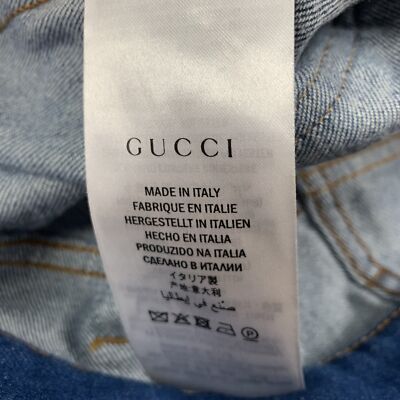 GUCCI
MADE IN ITALY
FABRIQUE EN ITALIE
HERGESTELLT IN ITALIEN
HECHO EN ITALIA
PRODUZIDO NA ITALIA
СДЕЛАНО В ИТАЛИИ
イタリア製
产地意大利
صنع في إيطاليا
P